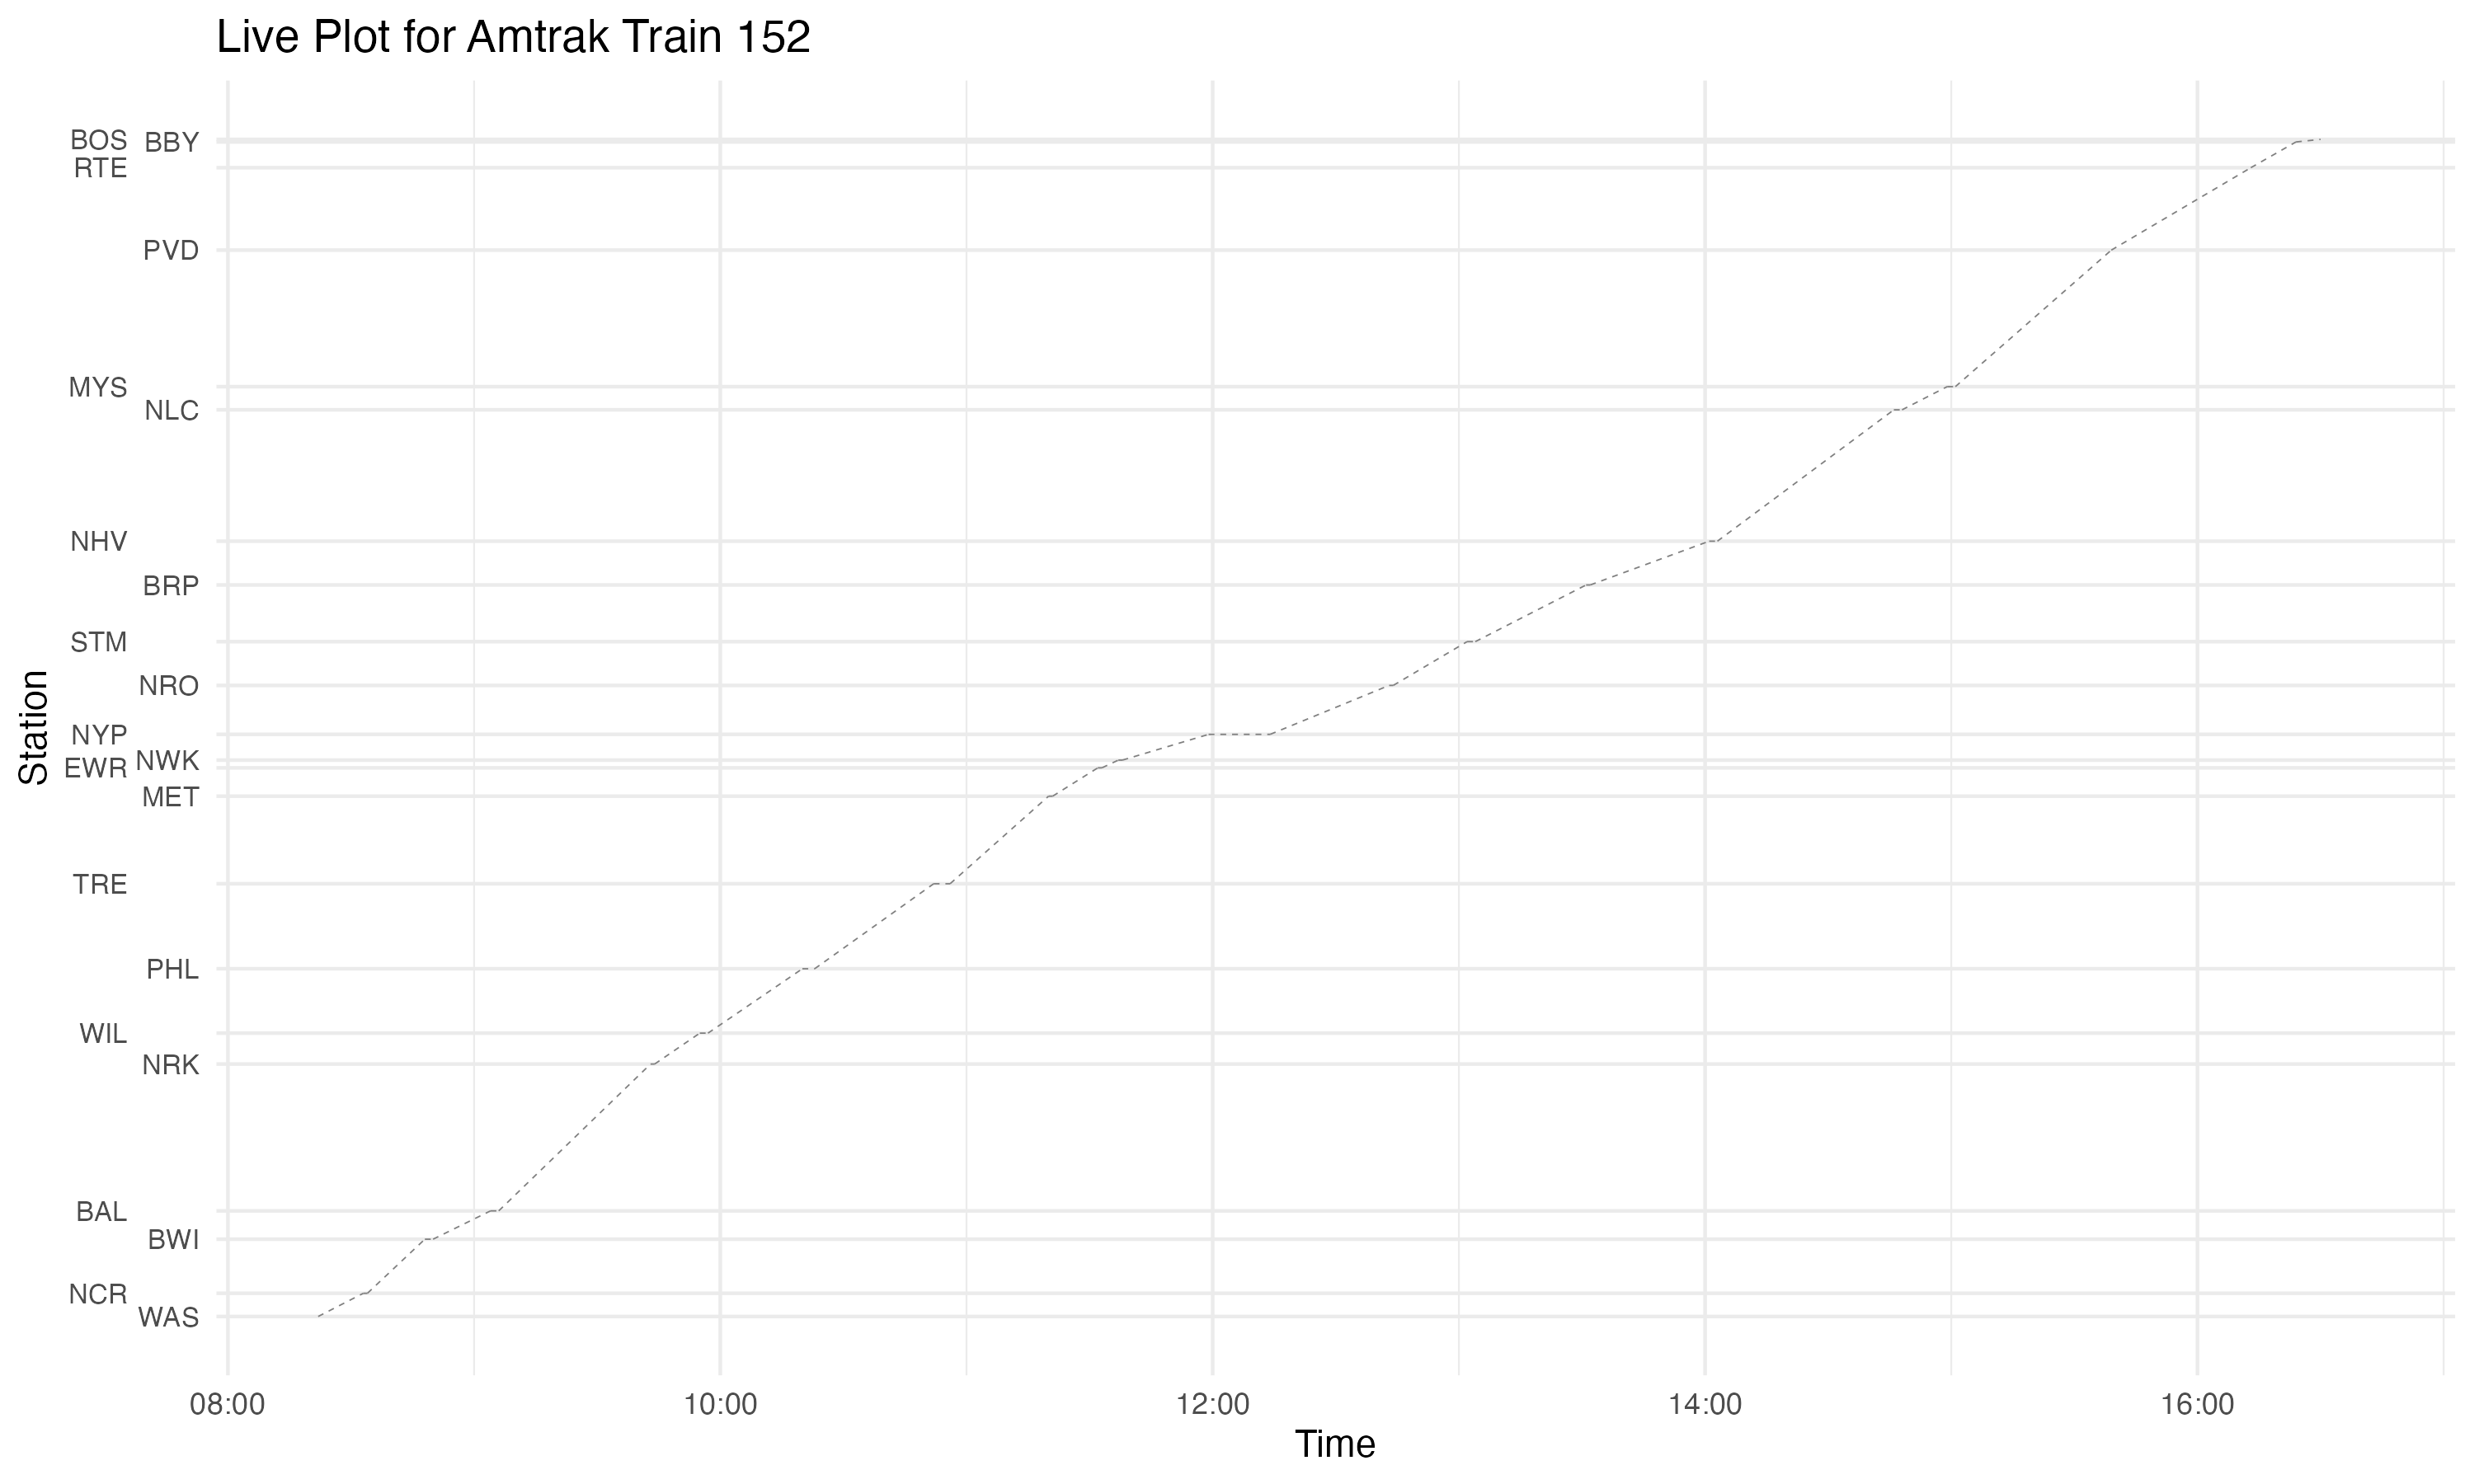 Live Plot for Amtrak Train 152
BOS BBY
RTE
PVD
MYS
NLC
NHV
BRP
STM
NRO
NYP
NWK
EWR
MET
TRE
PHL
WIL
NRK
BAL
BWI
NCR
WAS
Station
08:00 10:00 12:00 14:00 16:00
Time